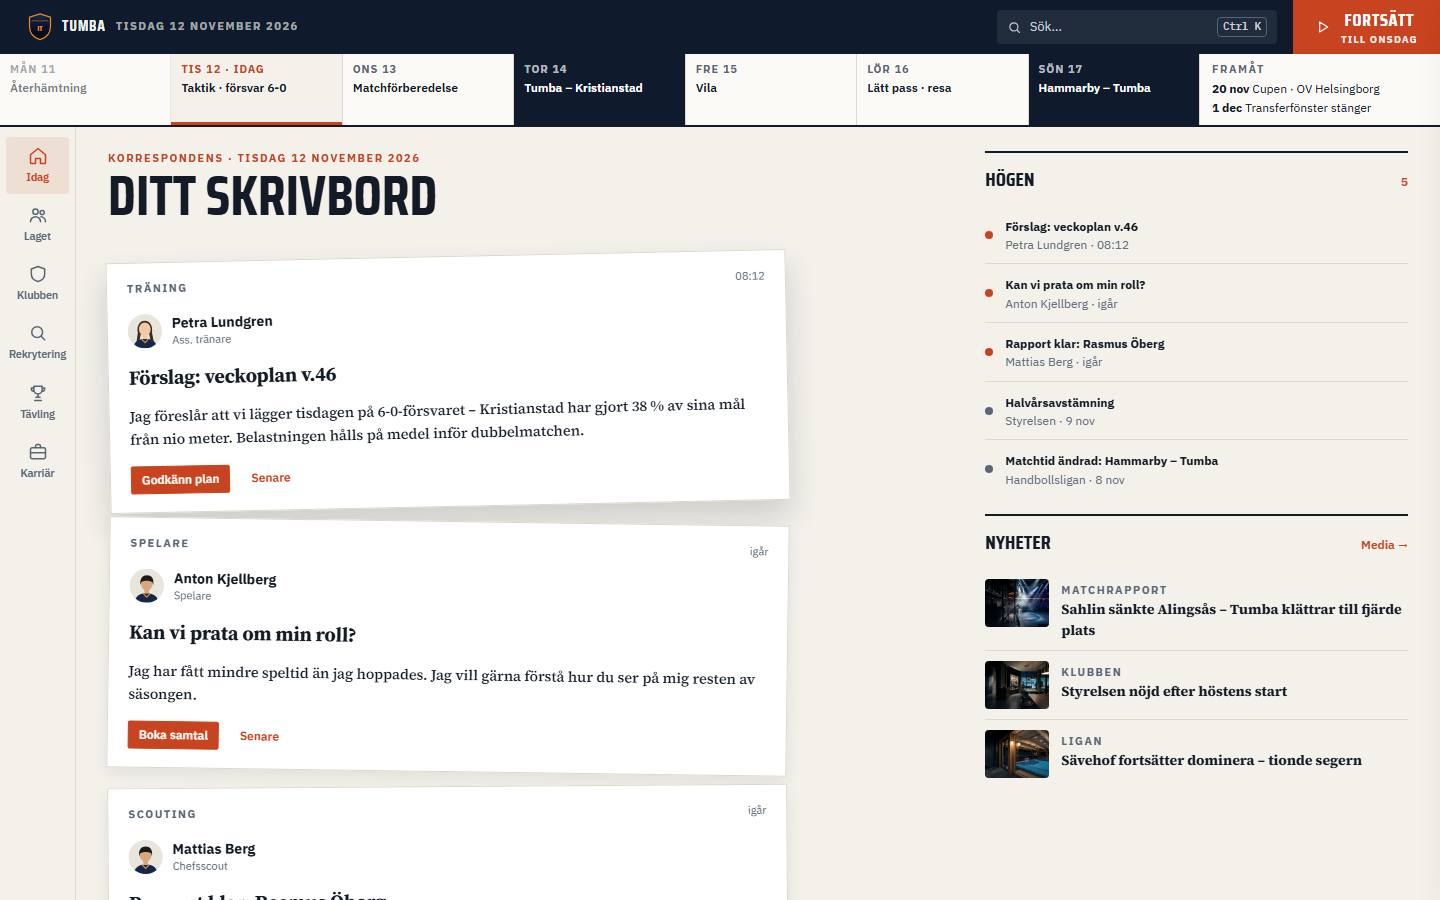 IT
TUMBA
TISDAG 12 NOVEMBER 2026
Sök...
Ctrl K
FORTSÄTT
TILL ONSDAG
MÅN 11
Återhämtning
TIS 12 · IDAG
Taktik · försvar 6-0
ONS 13
Matchförberedelse
TOR 14
Tumba – Kristianstad
FRE 15
Vila
LÖR 16
Lätt pass · resa
SÖN 17
Hammarby – Tumba
FRAMÅT
20 nov Cupen · OV Helsingborg
1 dec Transferfönster stänger
Idag
Laget
Klubben
Rekrytering
Tävling
Karriär
KORRESPONDENS · TISDAG 12 NOVEMBER 2026
DITT SKRIVBORD
TRÄNING
08:12
Petra Lundgren
Ass. tränare
Förslag: veckoplan v.46
Jag föreslår att vi lägger tisdagen på 6-0-försvaret – Kristianstad har gjort 38 % av sina mål
från nio meter. Belastningen hålls på medel inför dubbelmatchen.
Godkänn plan
Senare
SPELARE
igår
Anton Kjellberg
Spelare
Kan vi prata om min roll?
Jag har fått mindre speltid än jag hoppades. Jag vill gärna förstå hur du ser på mig resten av
säsongen.
Boka samtal
Senare
SCOUTING
igår
Mattias Berg
Chefsscout
Rapport klar: Rasmus Öberg
HÖGEN
5
Förslag: veckoplan v.46
Petra Lundgren · 08:12
Kan vi prata om min roll?
Anton Kjellberg · igår
Rapport klar: Rasmus Öberg
Mattias Berg · igår
Halvårsavstämning
Styrelsen · 9 nov
Matchtid ändrad: Hammarby – Tumba
Handbollsligan · 8 nov
NYHETER
Media →
MATCHRAPPORT
Sahlin sänkte Alingsås – Tumba klättrar till fjärde
plats
KLUBBEN
Styrelsen nöjd efter höstens start
LIGAN
Sävehof fortsätter dominera – tionde segern